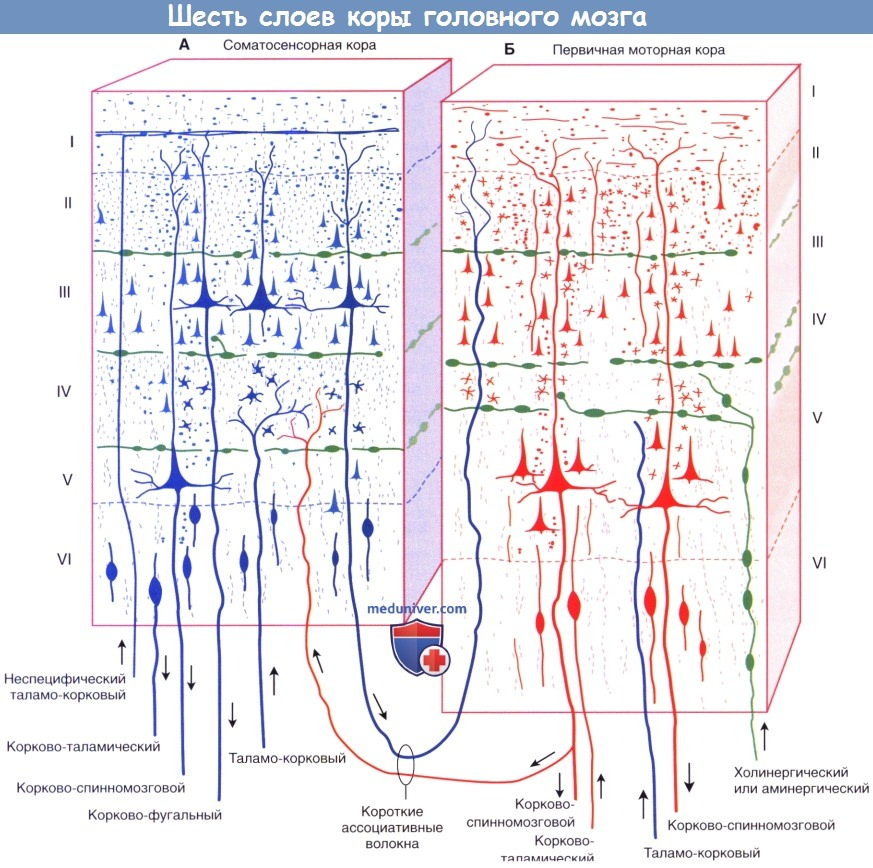 Шесть слоев коры головного мозга
А Соматосенсорная кора
Б Первичная моторная кора
I
II
III
IV
V
VI
I
II
III
IV
V
VI
meduniver.com
Неспецифический
таламо-корковый
Корково-таламический
Корково-спинномозговой
Корково-фугальный
Таламо-корковый
Короткие
ассоциативные
волокна
Корково-
спинномозговой
Корково-
таламический
Холинергический
или аминергический
Корково-спинномозговой
Таламо-корковый